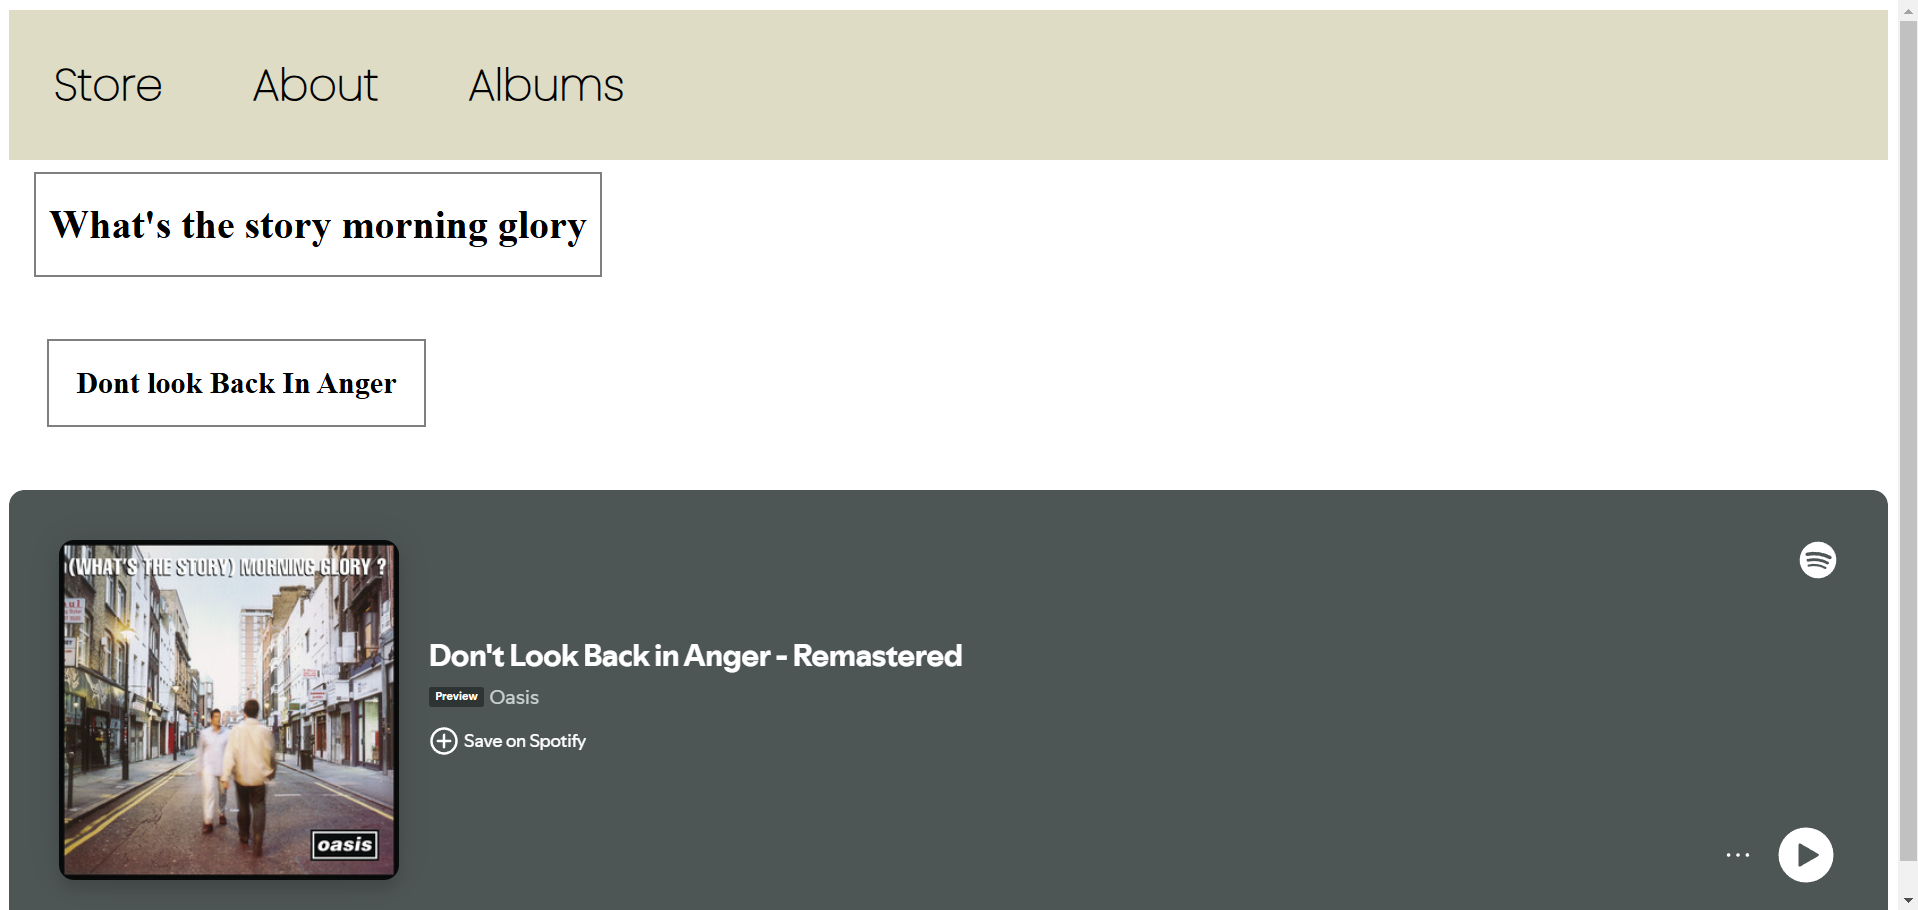 Store About Albums
What's the story morning glory
Dont look Back In Anger
(WHAT'S THE STORY) MORNING GLORY ?
oasis
Don't Look Back in Anger - Remastered
Preview Oasis
Save on Spotify